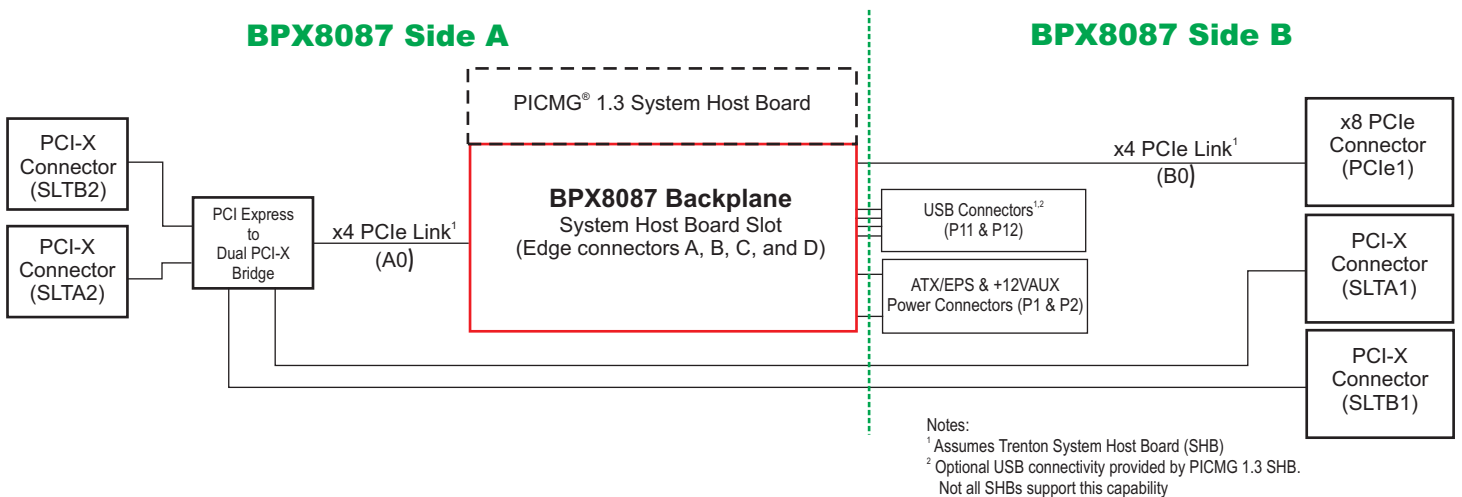 BPX8087 Side A
BPX8087 Side B
PICMG® 1.3 System Host Board
PCI-X
Connector
(SLTB2)
PCI-X
Connector
(SLTA2)
PCI Express
to
Dual PCI-X
Bridge
x4 PCIe Link¹
(A0)
BPX8087 Backplane
System Host Board Slot
(Edge connectors A, B, C, and D)
x4 PCIe Link¹
(B0)
USB Connectors¹,²
(P11 & P12)
ATX/EPS & +12VAUX
Power Connectors (P1 & P2)
x8 PCIe
Connector
(PCIe1)
PCI-X
Connector
(SLTA1)
PCI-X
Connector
(SLTB1)
Notes:
¹ Assumes Trenton System Host Board (SHB)
² Optional USB connectivity provided by PICMG 1.3 SHB.
Not all SHBs support this capability